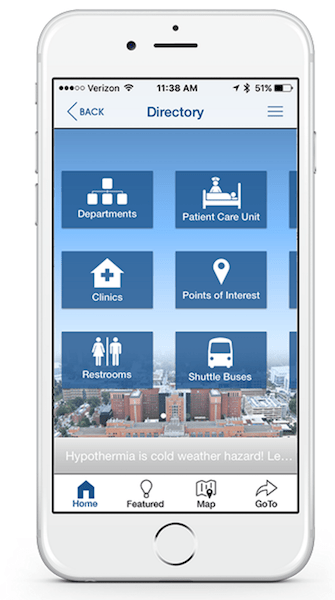 ●●●○○ Verizon 11:38 AM 51%
BACK Directory
Departments Patient Care Unit
Clinics Points of Interest
Restrooms Shuttle Buses
Hypothermia is cold weather hazard! Le...
Home Featured Map GoTo